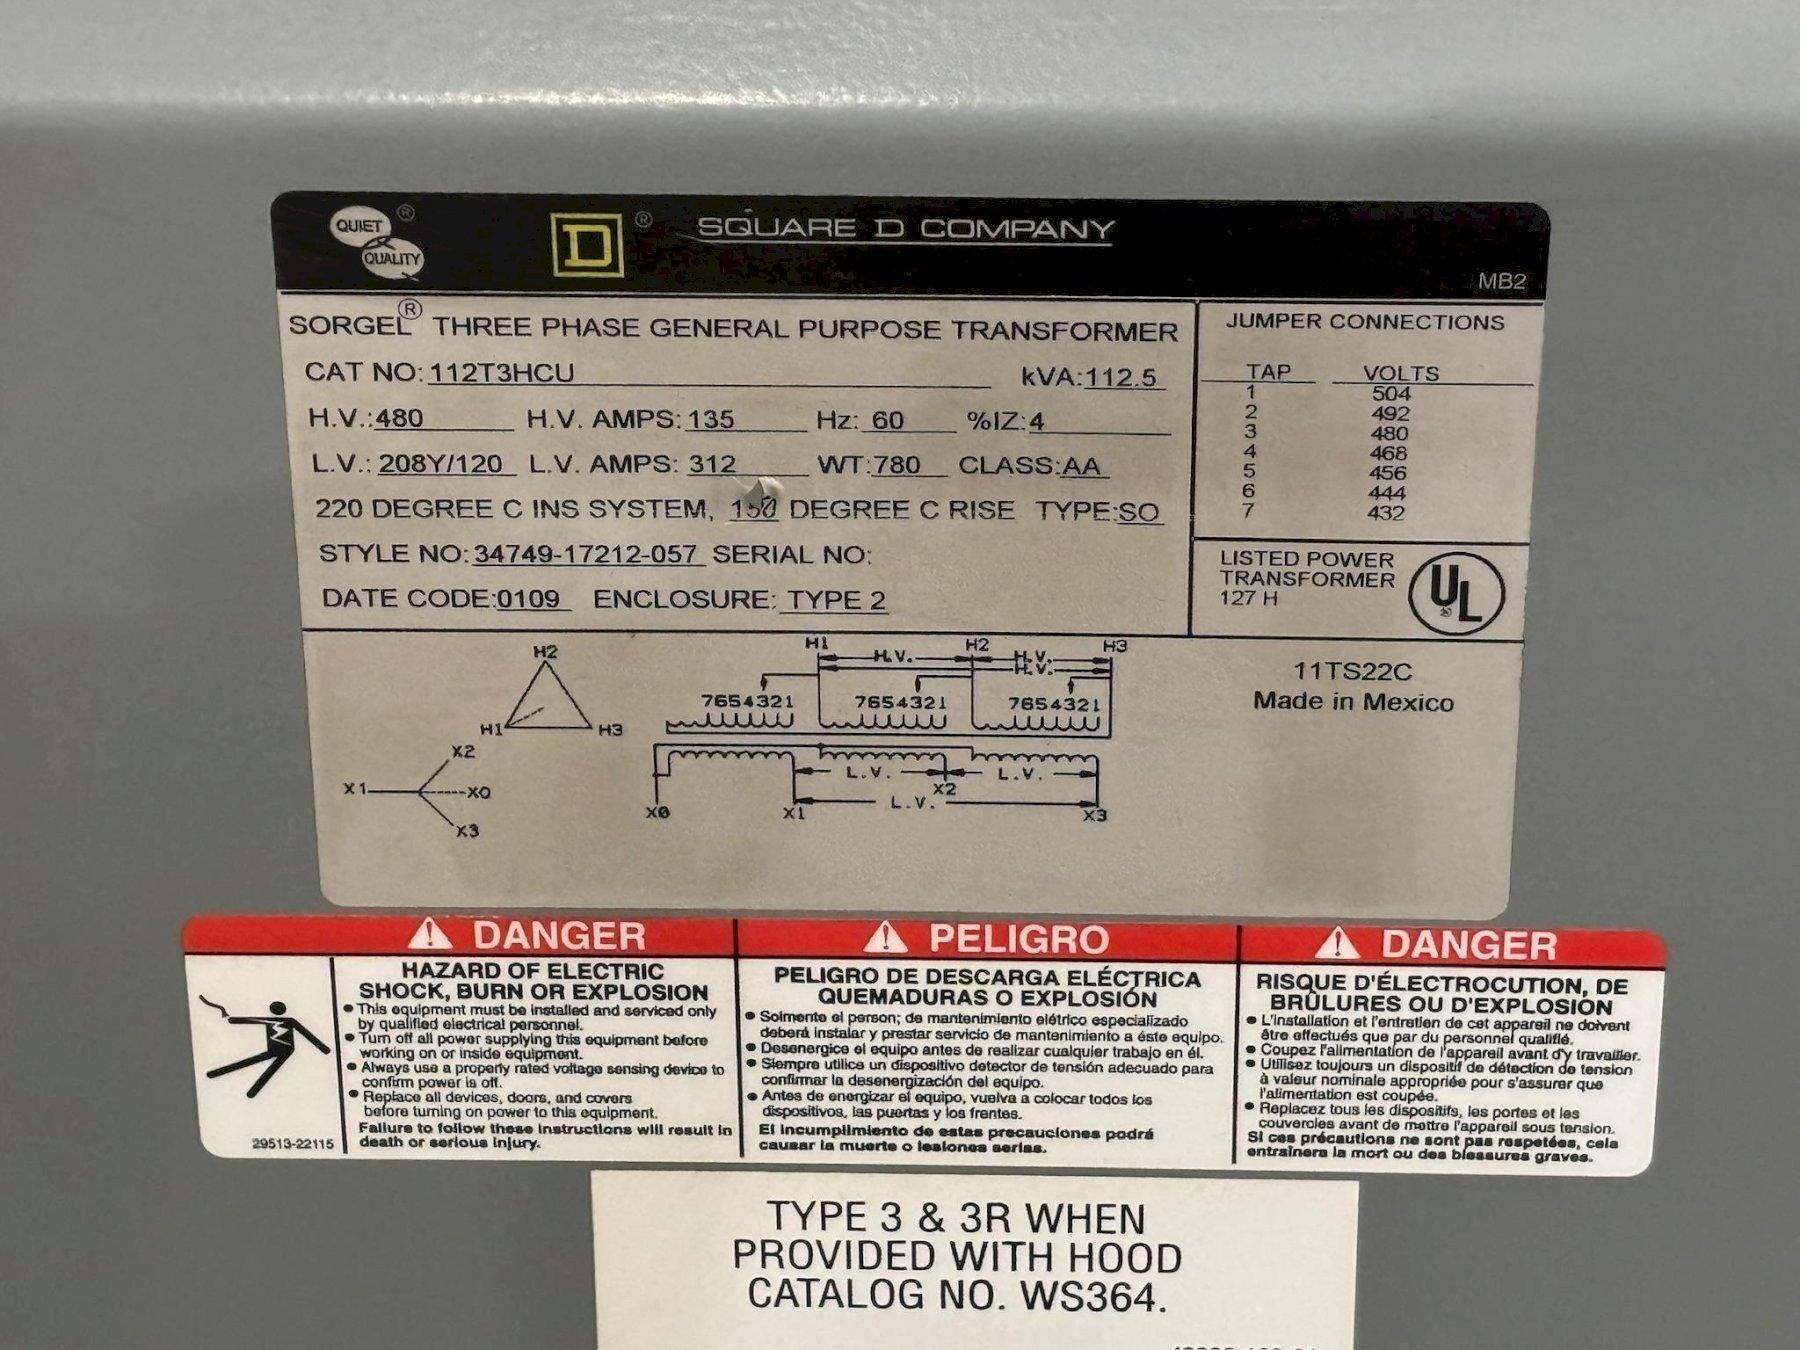 QUIET ®
QUALITY
D ® SQUARE D COMPANY
MB2
SORGEL® THREE PHASE GENERAL PURPOSE TRANSFORMER
CAT NO: 112T3HCU kVA: 112.5
H.V.: 480 H.V. AMPS: 135 Hz: 60 %IZ: 4
L.V.: 208Y/120 L.V. AMPS: 312 WT: 780 CLASS: AA
220 DEGREE C INS SYSTEM, 150 DEGREE C RISE TYPE: SO
STYLE NO: 34749-17212-057 SERIAL NO:
DATE CODE: 0109 ENCLOSURE: TYPE 2
JUMPER CONNECTIONS
TAP VOLTS
1 504
2 492
3 480
4 468
5 456
6 444
7 432
LISTED POWER
TRANSFORMER
127 H
UL
H2
H1 H3
X2
X1 X0
X3
H1 H2 H3
H.V. H.V.
H.V.
7654321 7654321 7654321
L.V. L.V.
X2
L.V.
X0 X1 X3
11TS22C
Made in Mexico
DANGER
HAZARD OF ELECTRIC
SHOCK, BURN OR EXPLOSION
• This equipment must be installed and serviced only
by qualified electrical personnel.
• Turn off all power supplying this equipment before
working on or inside equipment.
• Always use a properly rated voltage sensing device to
confirm power is off.
• Replace all devices, doors, and covers
before turning on power to this equipment.
Failure to follow these instructions will result in
death or serious injury.
29513-22115
PELIGRO
PELIGRO DE DESCARGA ELÉCTRICA
QUEMADURAS O EXPLOSIÓN
• Solmente el person; de mantenimiento elétrico especializado
deberá instalar y prestar servicio de mantenimiento a éste equipo.
• Desenergice el equipo antes de realizar cualquier trabajo en él.
• Siempre utilice un dispositivo detector de tensión adecuado para
confirmar la desenergización del equipo.
• Antes de energizar el equipo, vuelva a colocar todos los
dispositivos, las puertas y los frentes.
El incumplimiento de estas precauciones podrá
causar la muerte o lesiones serias.
DANGER
RISQUE D'ÉLECTROCUTION, DE
BRÛLURES OU D'EXPLOSION
• L'installation et l'entretien de cet appareil ne doivent
être effectués que par du personnel qualifié.
• Coupez l'alimentation de l'appareil avant d'y travailler.
• Utilisez toujours un dispositif de détection de tension
à valeur nominale appropriée pour s'assurer que
l'alimentation est coupée.
• Replacez tous les dispositifs, les portes et les
couvercles avant de mettre l'appareil sous tension.
Si ces précautions ne sont pas respetées, cela
entraînera la mort ou des blessures graves.
TYPE 3 & 3R WHEN
PROVIDED WITH HOOD
CATALOG NO. WS364.